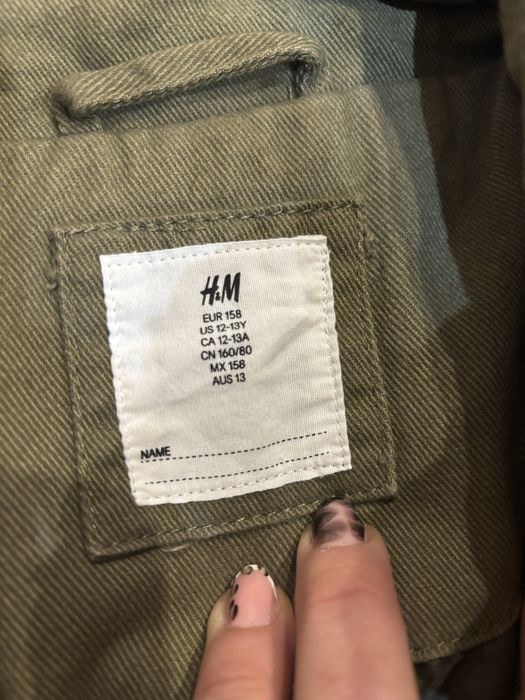 H&M
EUR 158
US 12-13Y
CA 12-13A
CN 160/80
MX 158
AUS 13
NAME